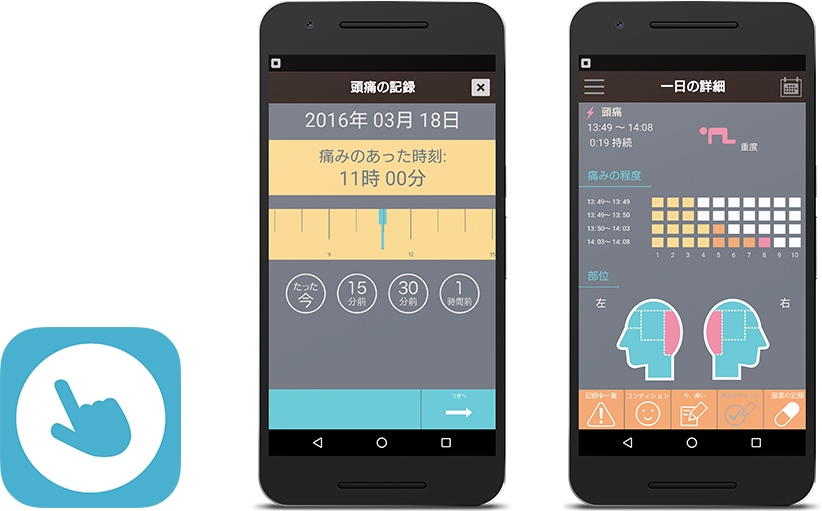 頭痛の記録
2016年 03月 18日
痛みのあった時刻:
11時 00分
9 12 15
たった今
15分前
30分前
1時間前
つぎへ
一日の詳細
頭痛
13:49 〜 14:08
0:19 持続
重度
痛みの程度
13:49〜 13:49
13:49〜 13:50
13:50〜 14:03
14:03〜 14:08
1 2 3 4 5 6 7 8 9 10
部位
左 右
記録中一覧 コンディション 今、痛い 服薬の記録